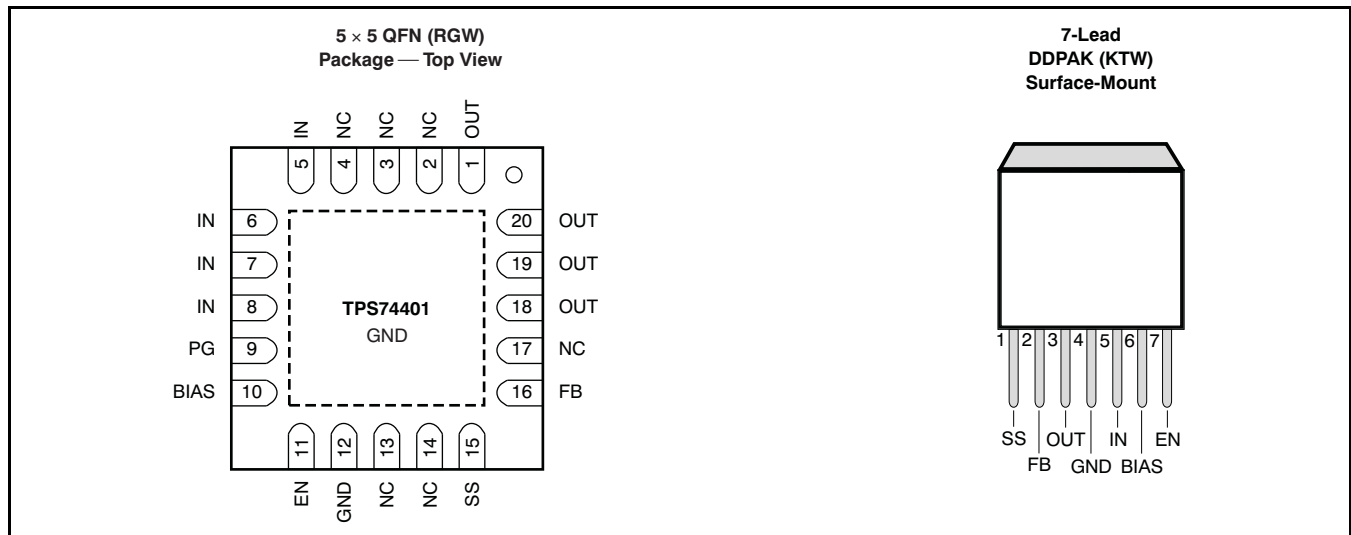 5 × 5 QFN (RGW)
Package — Top View
IN
NC
NC
NC
OUT
5
4
3
2
1
IN 6
IN 7
IN 8
PG 9
BIAS 10
20 OUT
19 OUT
18 OUT
17 NC
16 FB
TPS74401
GND
11
12
13
14
15
EN
GND
NC
NC
SS
7-Lead
DDPAK (KTW)
Surface-Mount
1 2 3 4 5 6 7
SS OUT IN EN
FB GND BIAS